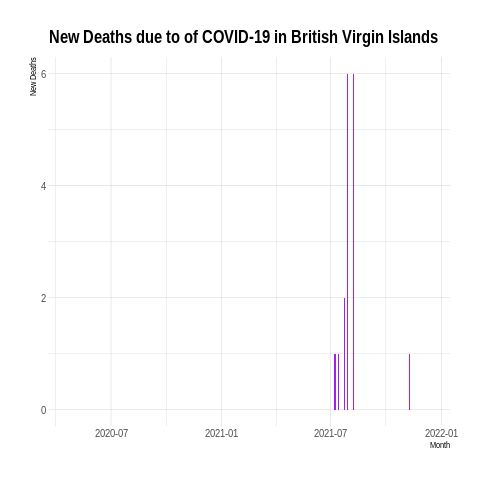 New Deaths due to of COVID-19 in British Virgin Islands
New Deaths
6
4
2
0
2020-07 2021-01 2021-07 2022-01
Month